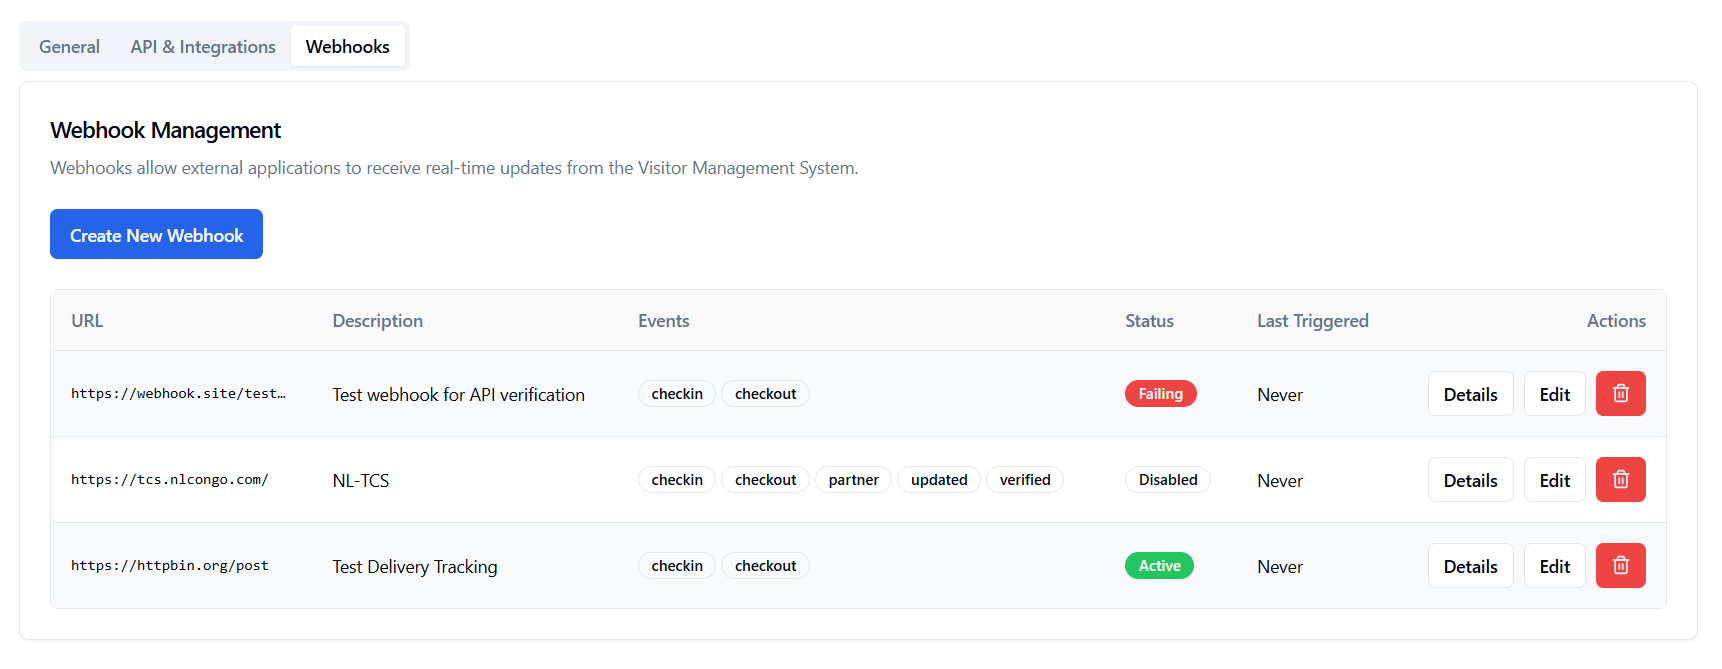 General API & Integrations Webhooks
Webhook Management
Webhooks allow external applications to receive real-time updates from the Visitor Management System.
Create New Webhook
URL Description Events Status Last Triggered Actions
https://webhook.site/test… Test webhook for API verification checkin checkout Failing Never Details Edit
https://tcs.nlcongo.com/ NL-TCS checkin checkout partner updated verified Disabled Never Details Edit
https://httpbin.org/post Test Delivery Tracking checkin checkout Active Never Details Edit